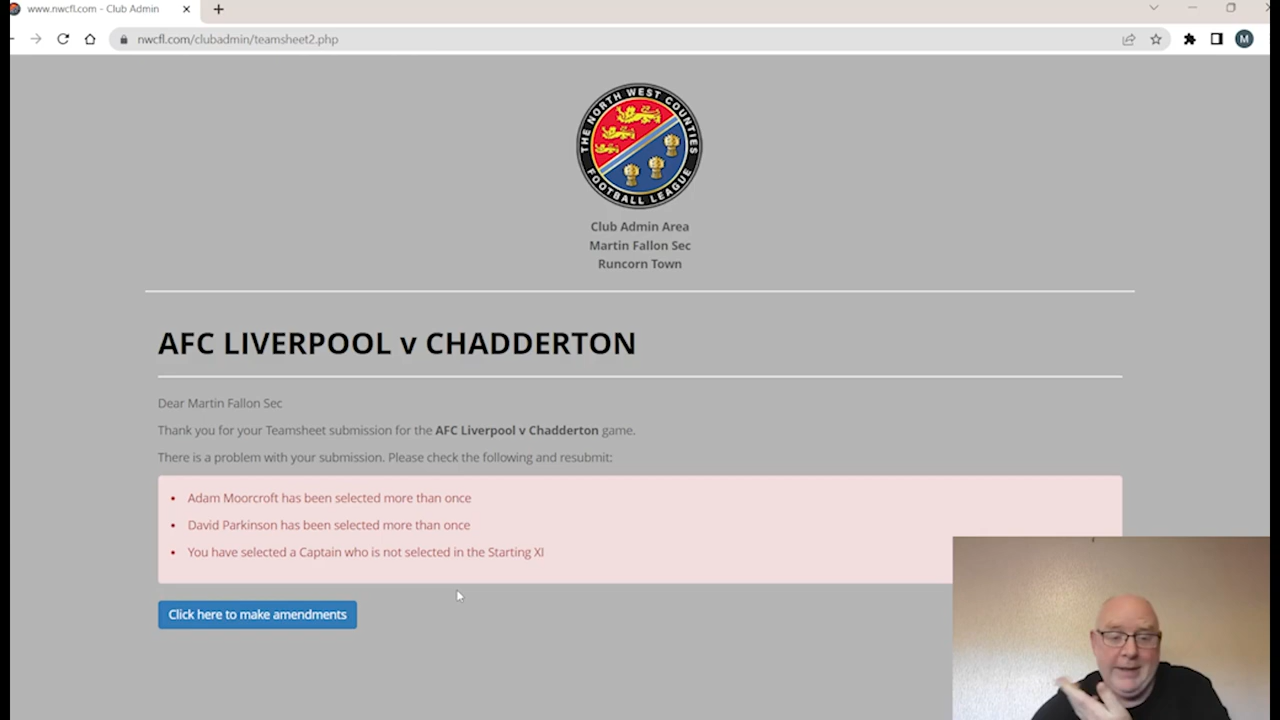 www.nwcfl.com - Club Admin
nwcfl.com/clubadmin/teamsheet2.php
M
THE NORTH WEST COUNTIES
FOOTBALL LEAGUE
Club Admin Area
Martin Fallon Sec
Runcorn Town
AFC LIVERPOOL v CHADDERTON
Dear Martin Fallon Sec
Thank you for your Teamsheet submission for the AFC Liverpool v Chadderton game.
There is a problem with your submission. Please check the following and resubmit:
• Adam Moorcroft has been selected more than once
• David Parkinson has been selected more than once
• You have selected a Captain who is not selected in the Starting XI
Click here to make amendments